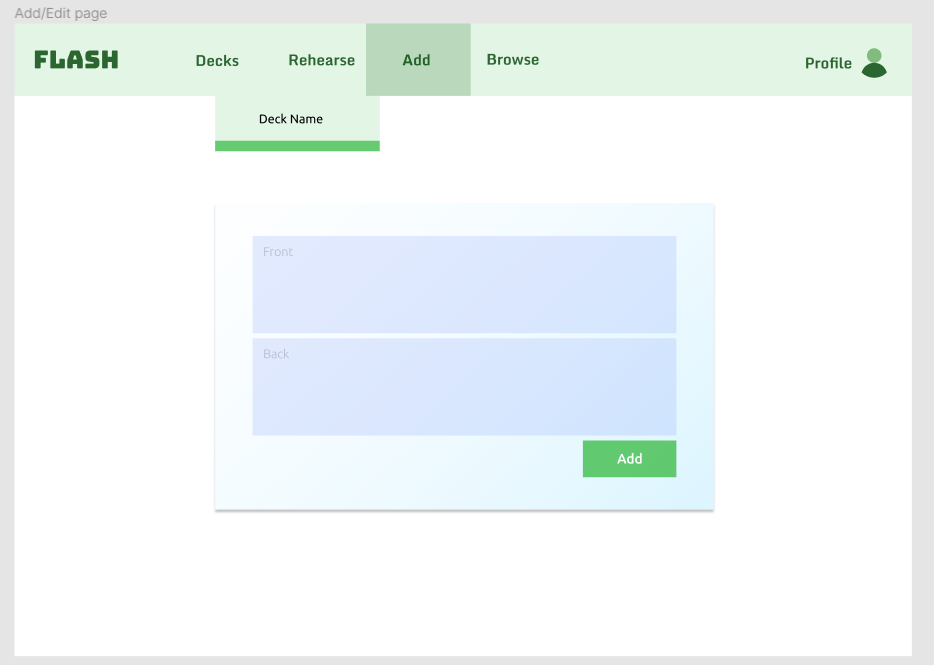 Add/Edit page
FLASH
Decks
Rehearse
Add
Browse
Profile
Deck Name
Front
Back
Add